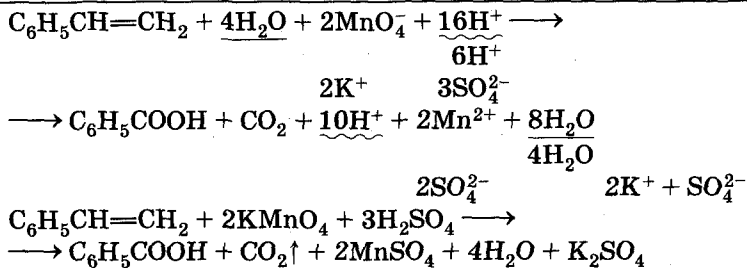 C₆H₅CH═CH₂ + 4H₂O + 2MnO₄⁻ + 16H⁺ ⟶
6H⁺
2K⁺ 3SO₄²⁻
⟶ C₆H₅COOH + CO₂ + 10H⁺ + 2Mn²⁺ + 8H₂O
4H₂O
2SO₄²⁻ 2K⁺ + SO₄²⁻
C₆H₅CH═CH₂ + 2KMnO₄ + 3H₂SO₄ ⟶
⟶ C₆H₅COOH + CO₂↑ + 2MnSO₄ + 4H₂O + K₂SO₄